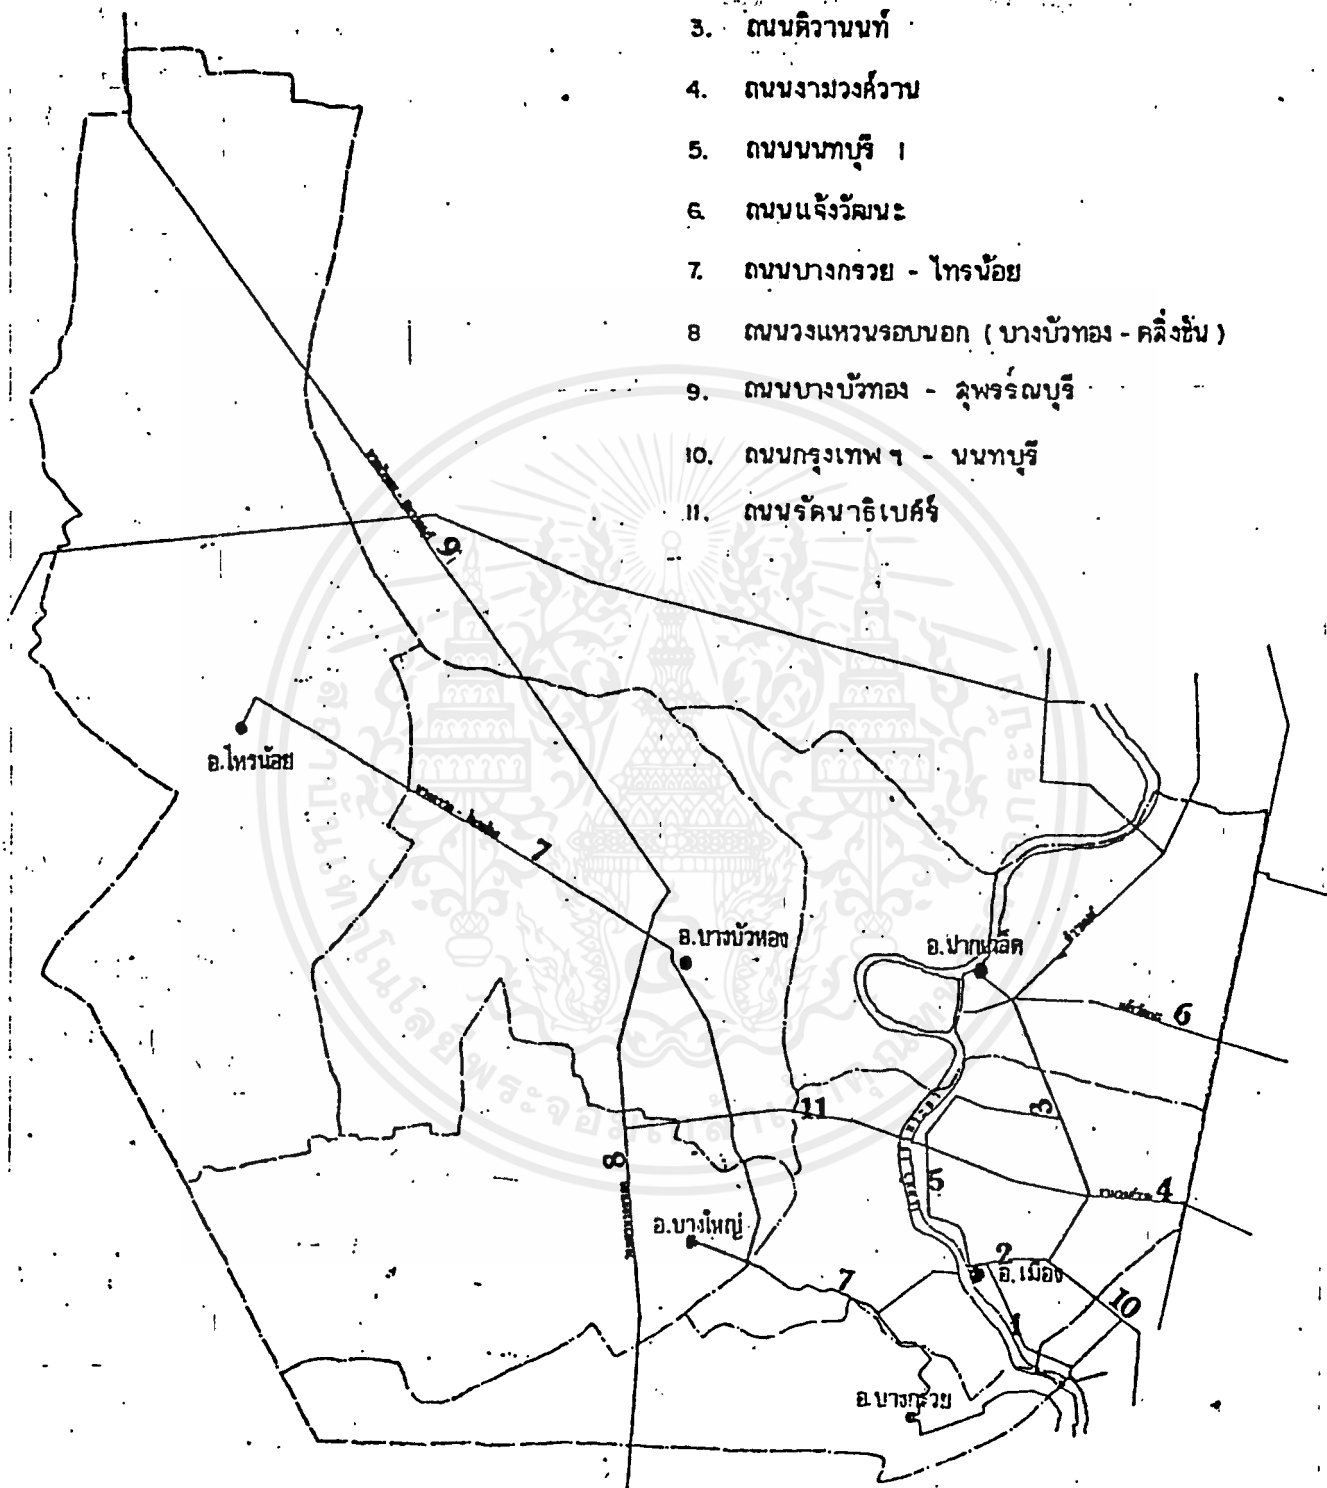 3. ถนนติวานนท์
4. ถนนงามวงศ์วาน
5. ถนนนนทบุรี 1
6. ถนนแจ้งวัฒนะ
7. ถนนบางกรวย - ไทรน้อย
8 ถนนวงแหวนรอบนอก ( บางบัวทอง - ตลิ่งชัน )
9. ถนนบางบัวทอง - สุพรรณบุรี
10. ถนนกรุงเทพ ฯ - นนทบุรี
11. ถนนรัตนาธิเบศร์
9
อ.ไทรน้อย
7
อ.บางบัวทอง
อ.ปากเกล็ด
6
3
11
8
5
4
อ.บางใหญ่
2
อ.เมือง
7
10
1
อ.บางกรวย